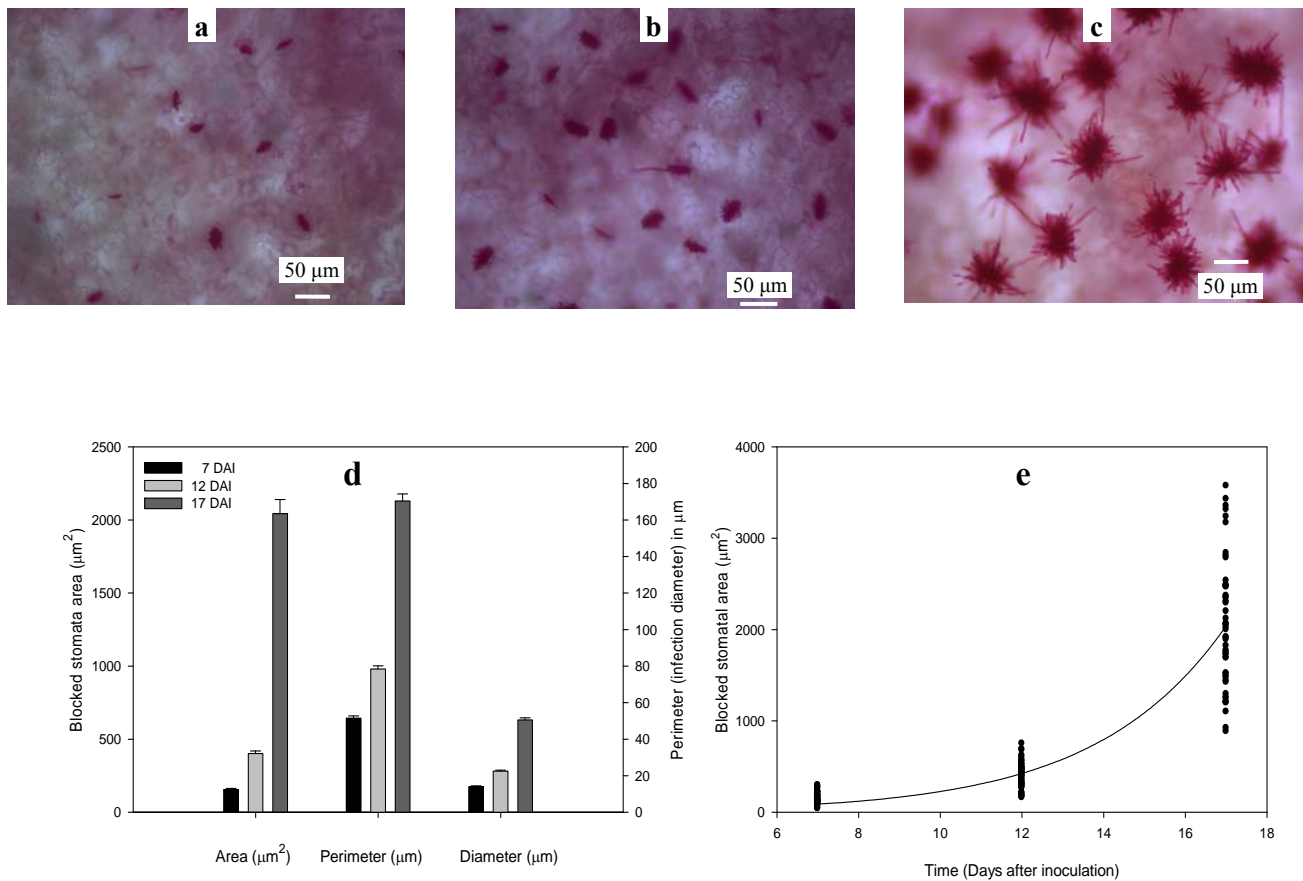 a
b
c
50 μm
50 μm
50 μm
d
7 DAI
12 DAI
17 DAI
2500
2000
1500
1000
500
0
Blocked stomata area (μm²)
200
180
160
140
120
100
80
60
40
20
0
Perimeter (infection diameter) in μm
Area (μm²) Perimeter (μm) Diameter (μm)
e
4000
3000
2000
1000
0
Blocked stomatal area (μm²)
6 8 10 12 14 16 18
Time (Days after inoculation)